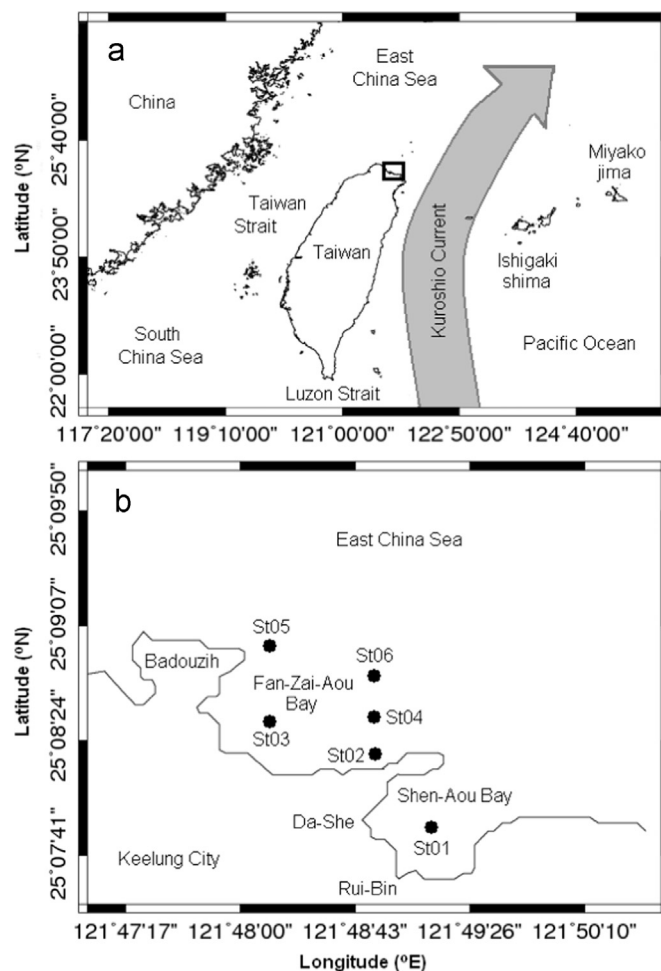 a
East
China Sea
China
Miyako
jima
Taiwan
Strait
Taiwan
Kuroshio Current
Ishigaki
shima
South
China Sea
Pacific Ocean
Luzon Strait
Latitude (ºN)
25°40'00"
23°50'00"
22°00'00"
117°20'00"
119°10'00"
121°00'00"
122°50'00"
124°40'00"
b
East China Sea
St05
Badouzih
St06
Fan-Zai-Aou
Bay
St04
St03
St02
Shen-Aou Bay
Da-She
St01
Keelung City
Rui-Bin
Latitude (ºN)
25°09'50"
25°09'07"
25°08'24"
25°07'41"
121°47'17"
121°48'00"
121°48'43"
121°49'26"
121°50'10"
Longitude (ºE)